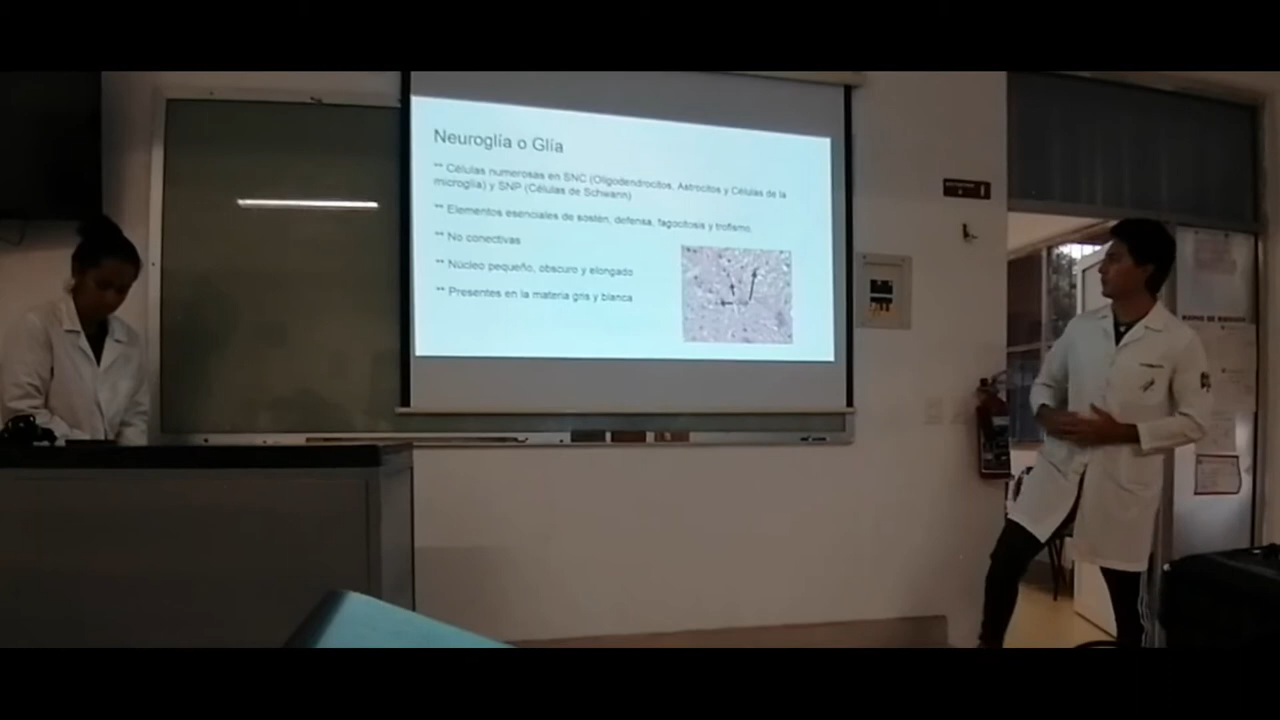 Neuroglía o Glía
** Células numerosas en SNC (Oligodendrocitos, Astrocitos y Células de la
microglía) y SNP (Células de Schwann)
** Elementos esenciales de sostén, defensa, fagocitosis y trofismo
** No conectivas
** Núcleo pequeño, obscuro y elongado
** Presentes en la materia gris y blanca